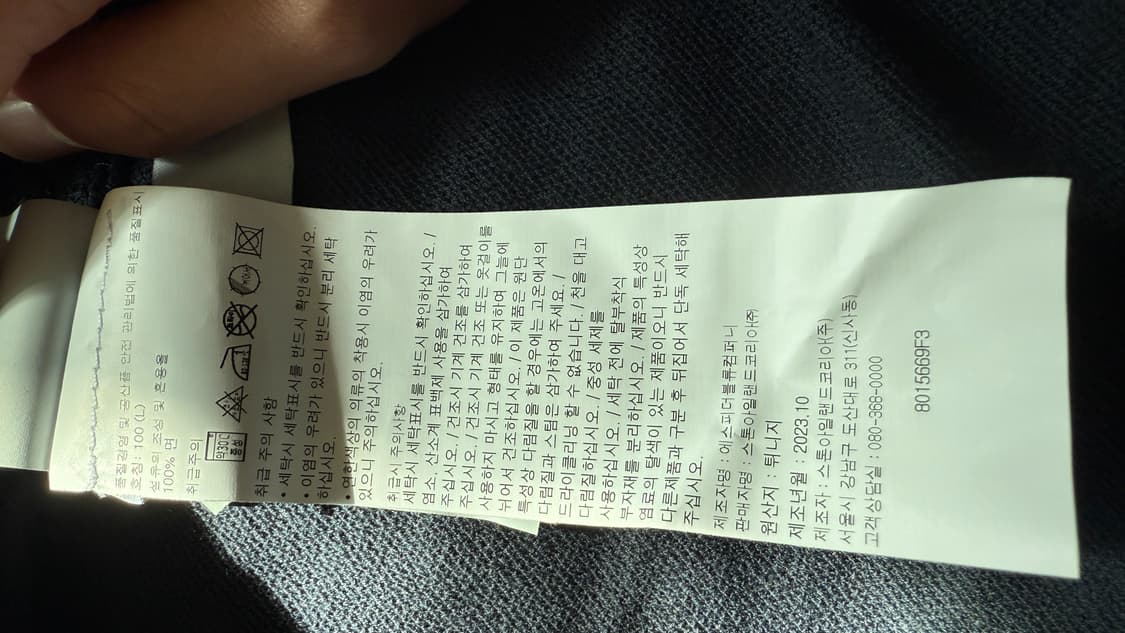 품질경영 및 공산품 안전 관리법에 의한 품질표시
호칭: 100 (L)
섬유의 조성 및 혼용율
100% 면
취급주의
약30℃
중성
취급 주의 사항
• 세탁시 세탁표시를 반드시 확인하십시오.
• 이염의 우려가 있으니 반드시 분리 세탁
하십시오.
• 연한색상의 의류의 착용시 이염의 우려가
있으니 주의하십시오.
취급시 주의사항
세탁시 세탁표를 반드시 확인하십시오. /
염소, 산소계 표백제 사용을 삼가하여
주십시오. / 건조시 기계 건조를 삼가하여
주십시오. / 건조시 기계 건조 또는 옷걸이를
사용하지 마시고 형태를 유지하여 그늘에
뉘어서 건조하십시오. / 이 제품은 원단
특성상 다림질을 할 경우에는 고온에서의
다림질과 스팀은 삼가하여 주세요. /
드라이클리닝 할 수 없습니다. / 천을 대고
다림질하십시오. / 중성 세제를
사용하십시오. / 세탁 전에 탈부착식
부자재를 분리하십시오. / 제품의 특성상
염료의 탈색이 있는 제품이오니 반드시
다른제품과 구분 후 뒤집어서 단독 세탁해
주십시오.
제조자명 : 에스피더블류컴퍼니
판매자명 : 스톤아일랜드코리아㈜
원산지 : 튀니지
제조년월 : 2023.10
제조자 : 스톤아일랜드코리아(주)
서울시 강남구 도산대로 311(신사동)
고객상담실 : 080-368-0000
8015669F3